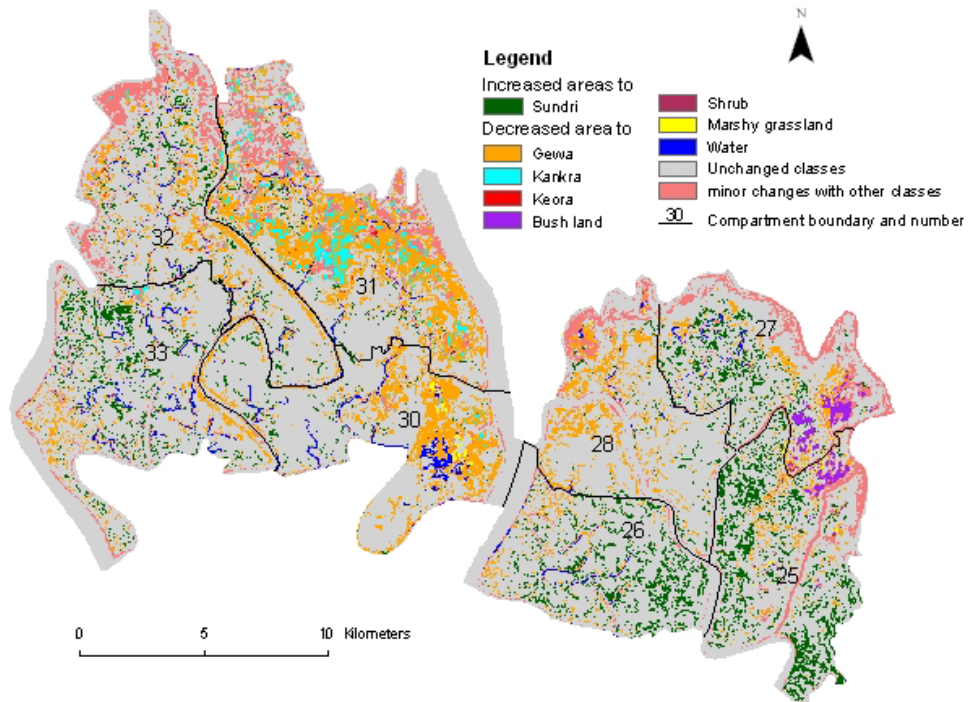 N
Legend
Increased areas to
Sundri
Decreased area to
Gewa
Kankra
Keora
Bush land
Shrub
Marshy grassland
Water
Unchanged classes
minor changes with other classes
30 Compartment boundary and number
32
31
33
30
27
28
26
25
0 5 10 Kilometers